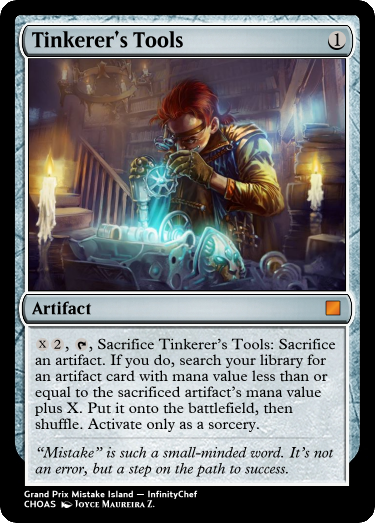 Tinkerer's Tools 1
Artifact
X 2, T, Sacrifice Tinkerer's Tools: Sacrifice
an artifact. If you do, search your library for
an artifact card with mana value less than or
equal to the sacrificed artifact's mana value
plus X. Put it onto the battlefield, then
shuffle. Activate only as a sorcery.
“Mistake” is such a small-minded word. It's not
an error, but a step on the path to success.
Grand Prix Mistake Island — InfinityChef
CHOAS Joyce Maureira Z.